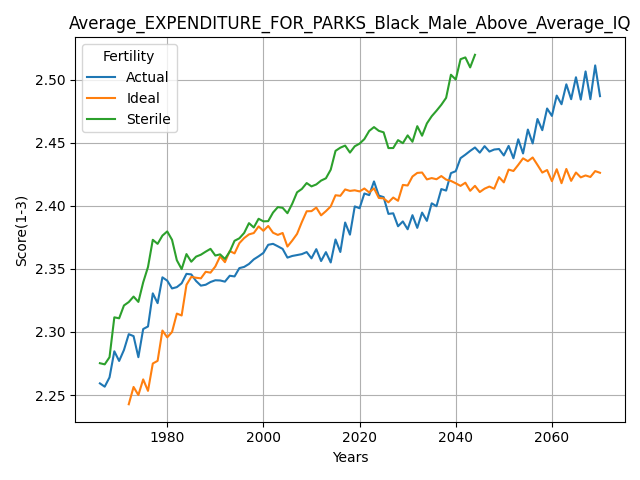 Average_EXPENDITURE_FOR_PARKS_Black_Male_Above_Average_IQ
Fertility
Actual
Ideal
Sterile
Score(1-3)
2.50
2.45
2.40
2.35
2.30
2.25
1980
2000
2020
2040
2060
Years